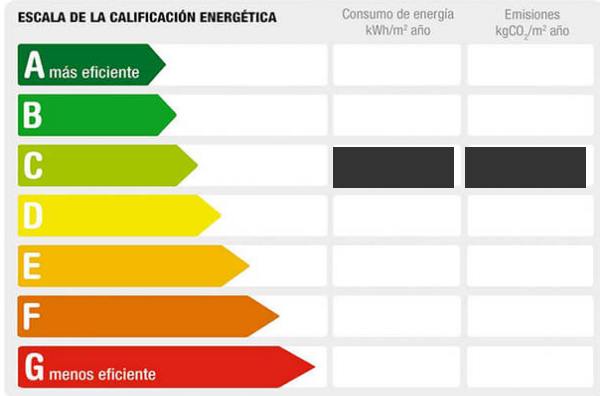 ESCALA DE LA CALIFICACIÓN ENERGÉTICA
Consumo de energía
kWh/m² año
Emisiones
kgCO₂/m² año
A más eficiente
B
C
D
E
F
G menos eficiente